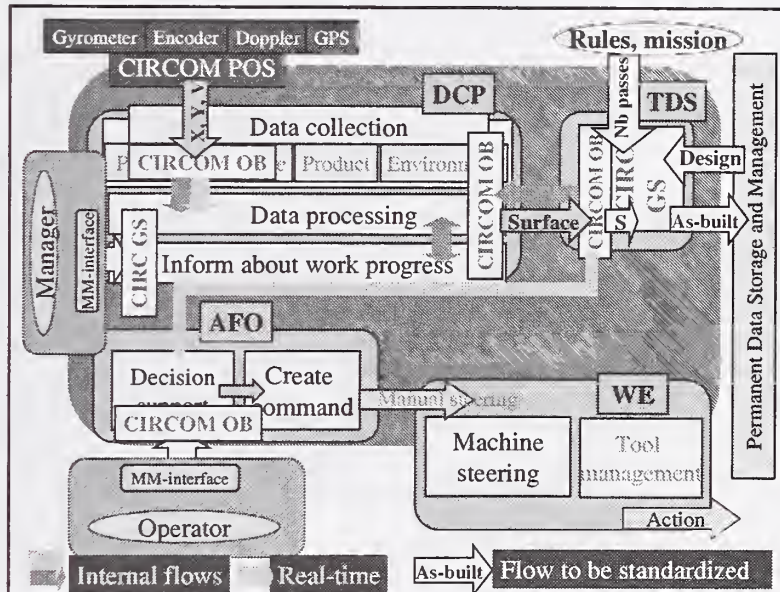 Gyrometer Encoder Doppler GPS
CIRCOM POS
Rules, mission
X, Y, V
DCP
Nb passes
TDS
Data collection
CIRCOM OB
Product
CIRCOM OB
CIRCOM OB
GS
Design
Data processing
Surface
S
As-built
CIRC GS
Inform about work progress
Manager
MM-interface
Permanent Data Storage and Management
AFO
Decision
CIRCOM OB
Create
command
Manual steering
WE
Machine
steering
Tool
management
MM-interface
Operator
Action
Internal flows
Real-time
As-built
Flow to be standardized